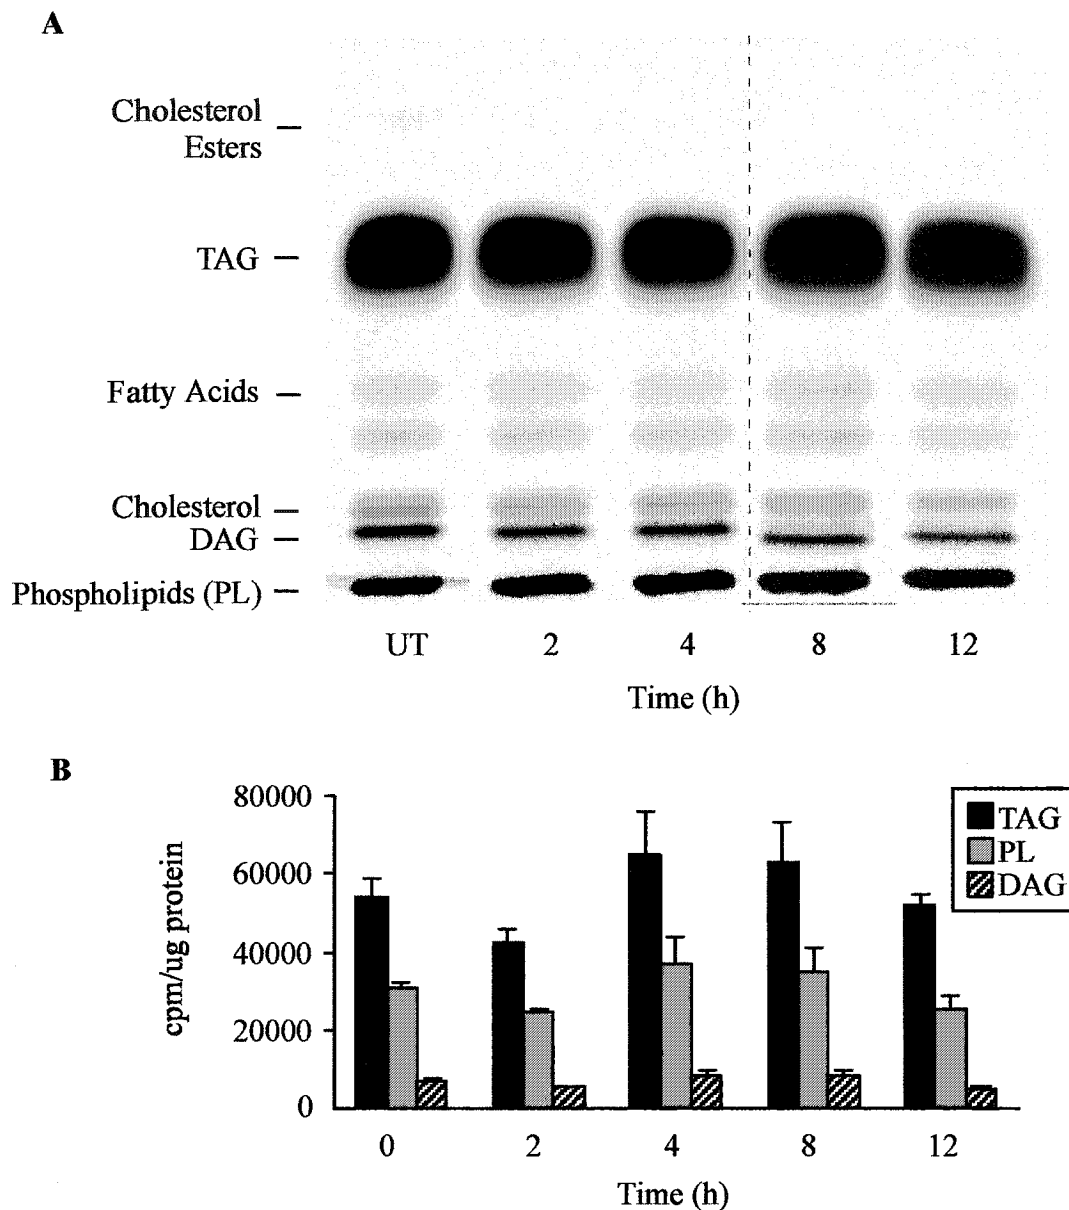 A
Cholesterol
Esters
TAG
Fatty Acids
Cholesterol
DAG
Phospholipids (PL)
UT 2 4 8 12
Time (h)
B
80000
60000
40000
20000
0
cpm/ug protein
TAG
PL
DAG
0 2 4 8 12
Time (h)